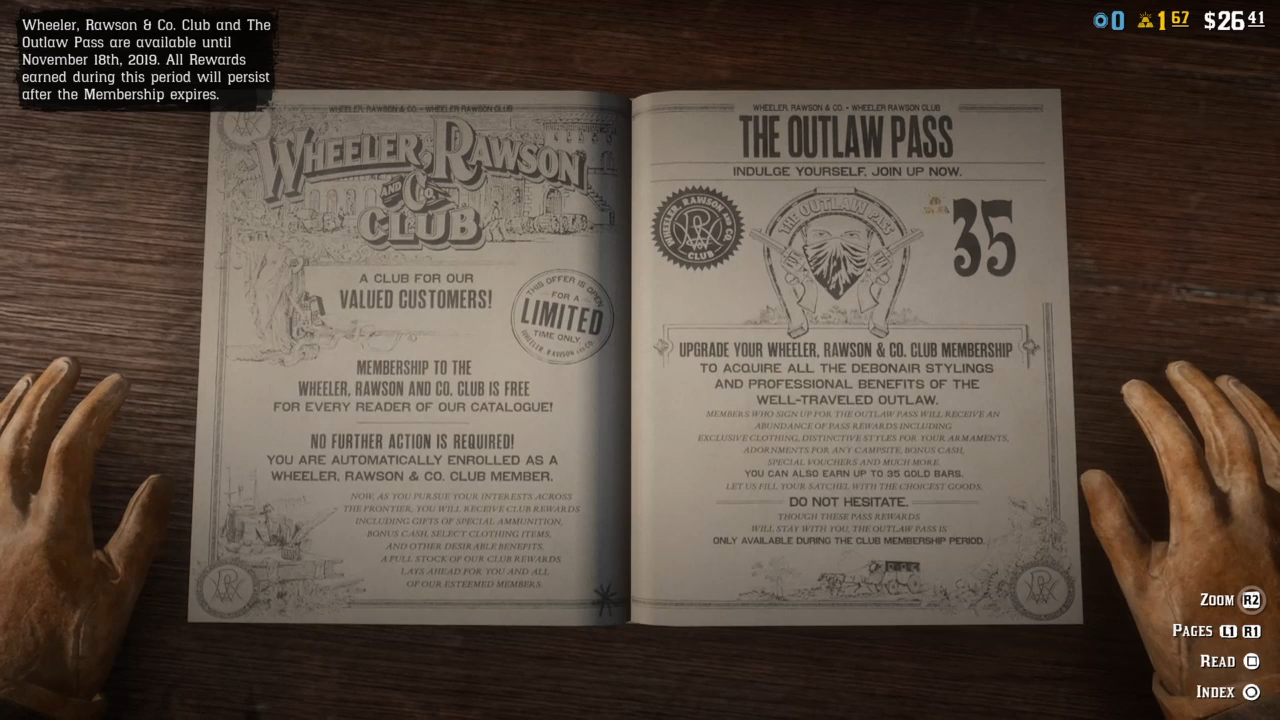 Wheeler, Rawson & Co. Club and The
Outlaw Pass are available until
November 18th, 2019. All Rewards
earned during this period will persist
after the Membership expires.
0
1 67
$26 41
WHEELER, RAWSON & CO. • WHEELER RAWSON CLUB
WHEELER, RAWSON
AND CO
CLUB
A CLUB FOR OUR
VALUED CUSTOMERS!
THIS OFFER IS OPEN
FOR A
LIMITED
TIME ONLY
WHEELER, RAWSON AND CO.
MEMBERSHIP TO THE
WHEELER, RAWSON AND CO. CLUB IS FREE
FOR EVERY READER OF OUR CATALOGUE!
NO FURTHER ACTION IS REQUIRED!
YOU ARE AUTOMATICALLY ENROLLED AS A
WHEELER, RAWSON & CO. CLUB MEMBER.
NOW, AS YOU PURSUE YOUR INTERESTS ACROSS
THE FRONTIER, YOU WILL RECEIVE CLUB REWARDS
INCLUDING GIFTS OF SPECIAL AMMUNITION,
BONUS CASH, SELECT CLOTHING ITEMS,
AND OTHER DESIRABLE BENEFITS.
A FULL STOCK OF OUR CLUB REWARDS
LAYS AHEAD FOR YOU AND ALL
OF OUR ESTEEMED MEMBERS.
WHEELER, RAWSON & CO. • WHEELER RAWSON CLUB
THE OUTLAW PASS
INDULGE YOURSELF. JOIN UP NOW.
WHEELER, RAWSON AND CO.
CLUB
THE OUTLAW PASS
35
UPGRADE YOUR WHEELER, RAWSON & CO. CLUB MEMBERSHIP
TO ACQUIRE ALL THE DEBONAIR STYLINGS
AND PROFESSIONAL BENEFITS OF THE
WELL-TRAVELED OUTLAW.
MEMBERS WHO SIGN UP FOR THE OUTLAW PASS WILL RECEIVE AN
ABUNDANCE OF PASS REWARDS INCLUDING
EXCLUSIVE CLOTHING, DISTINCTIVE STYLES FOR YOUR ARMAMENTS,
ADORNMENTS FOR ANY CAMPSITE, BONUS CASH,
SPECIAL VOUCHERS AND MUCH MORE.
YOU CAN ALSO EARN UP TO 35 GOLD BARS.
LET US FILL YOUR SATCHEL WITH THE CHOICEST GOODS.
DO NOT HESITATE.
THOUGH THESE PASS REWARDS
WILL STAY WITH YOU, THE OUTLAW PASS IS
ONLY AVAILABLE DURING THE CLUB MEMBERSHIP PERIOD.
ZOOM R2
PAGES L1 R1
READ
INDEX